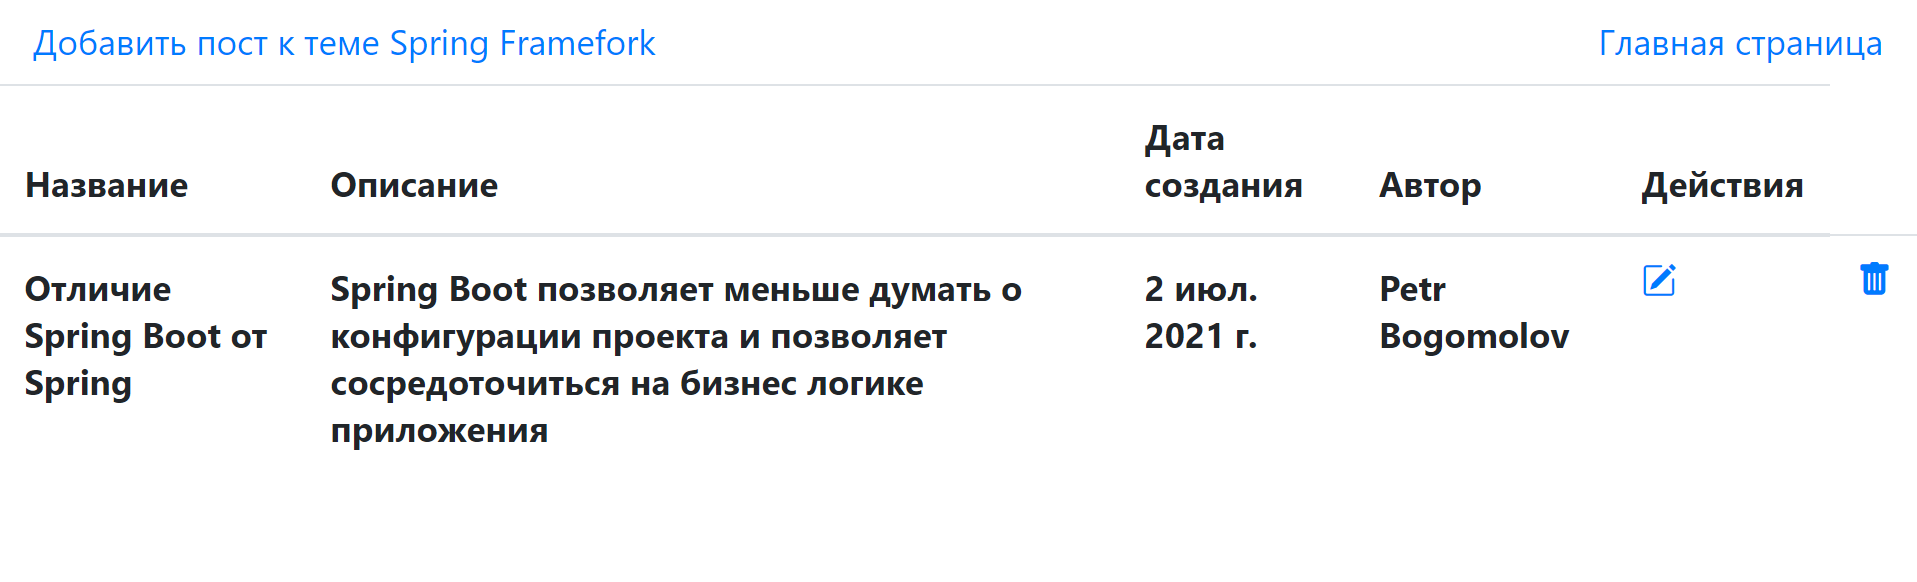 Добавить пост к теме Spring Framefork
Главная страница
Название
Описание
Дата
создания
Автор
Действия
Отличие
Spring Boot от
Spring
Spring Boot позволяет меньше думать о
конфигурации проекта и позволяет
сосредоточиться на бизнес логике
приложения
2 июл.
2021 г.
Petr
Bogomolov